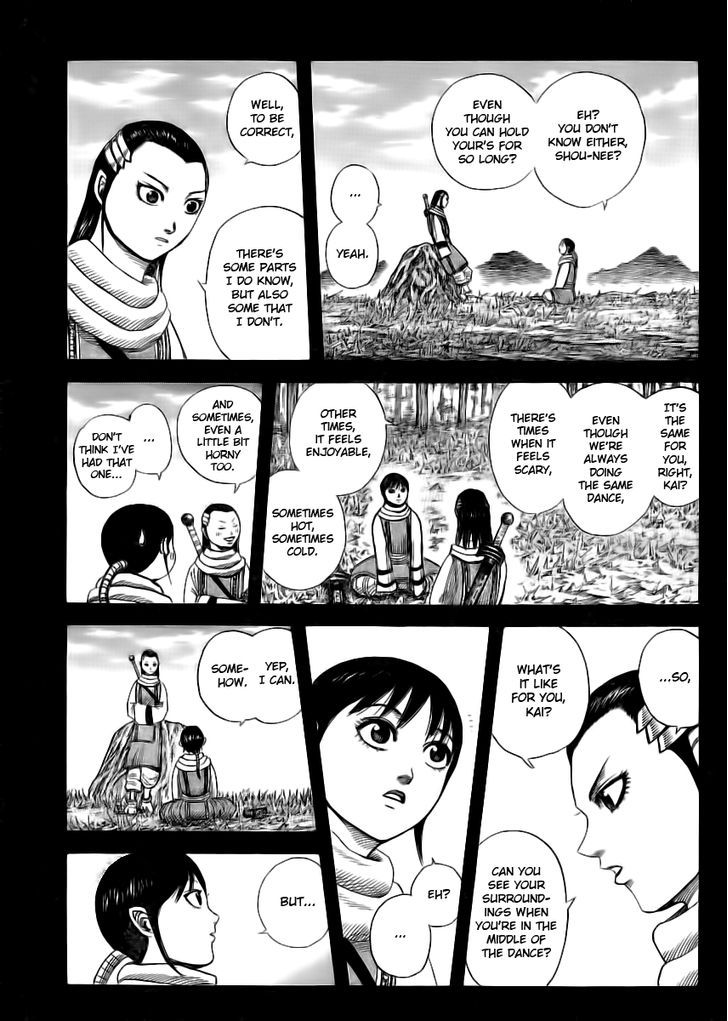 EH?
YOU DON'T
KNOW EITHER,
SHOU-NEE?
EVEN
THOUGH
YOU CAN HOLD
YOUR'S FOR
SO LONG?
...
YEAH.
WELL,
TO BE
CORRECT,
THERE'S
SOME PARTS
I DO KNOW,
BUT ALSO
SOME THAT
I DON'T.
IT'S
THE SAME
FOR YOU,
RIGHT,
KAI?
EVEN
THOUGH
WE'RE
ALWAYS
DOING
THE SAME
DANCE,
THERE'S
TIMES
WHEN IT
FEELS
SCARY,
OTHER
TIMES,
IT FEELS
ENJOYABLE,
SOMETIMES
HOT,
SOMETIMES
COLD.
AND
SOMETIMES,
EVEN A
LITTLE BIT
HORNY
TOO.
...
DON'T
THINK I'VE
HAD THAT
ONE...
...SO,
WHAT'S
IT LIKE
FOR YOU,
KAI?
CAN YOU
SEE YOUR
SURROUND-
INGS WHEN
YOU'RE IN
THE MIDDLE
OF THE
DANCE?
EH?
...
YEP,
I CAN.
SOME-
HOW.
BUT...